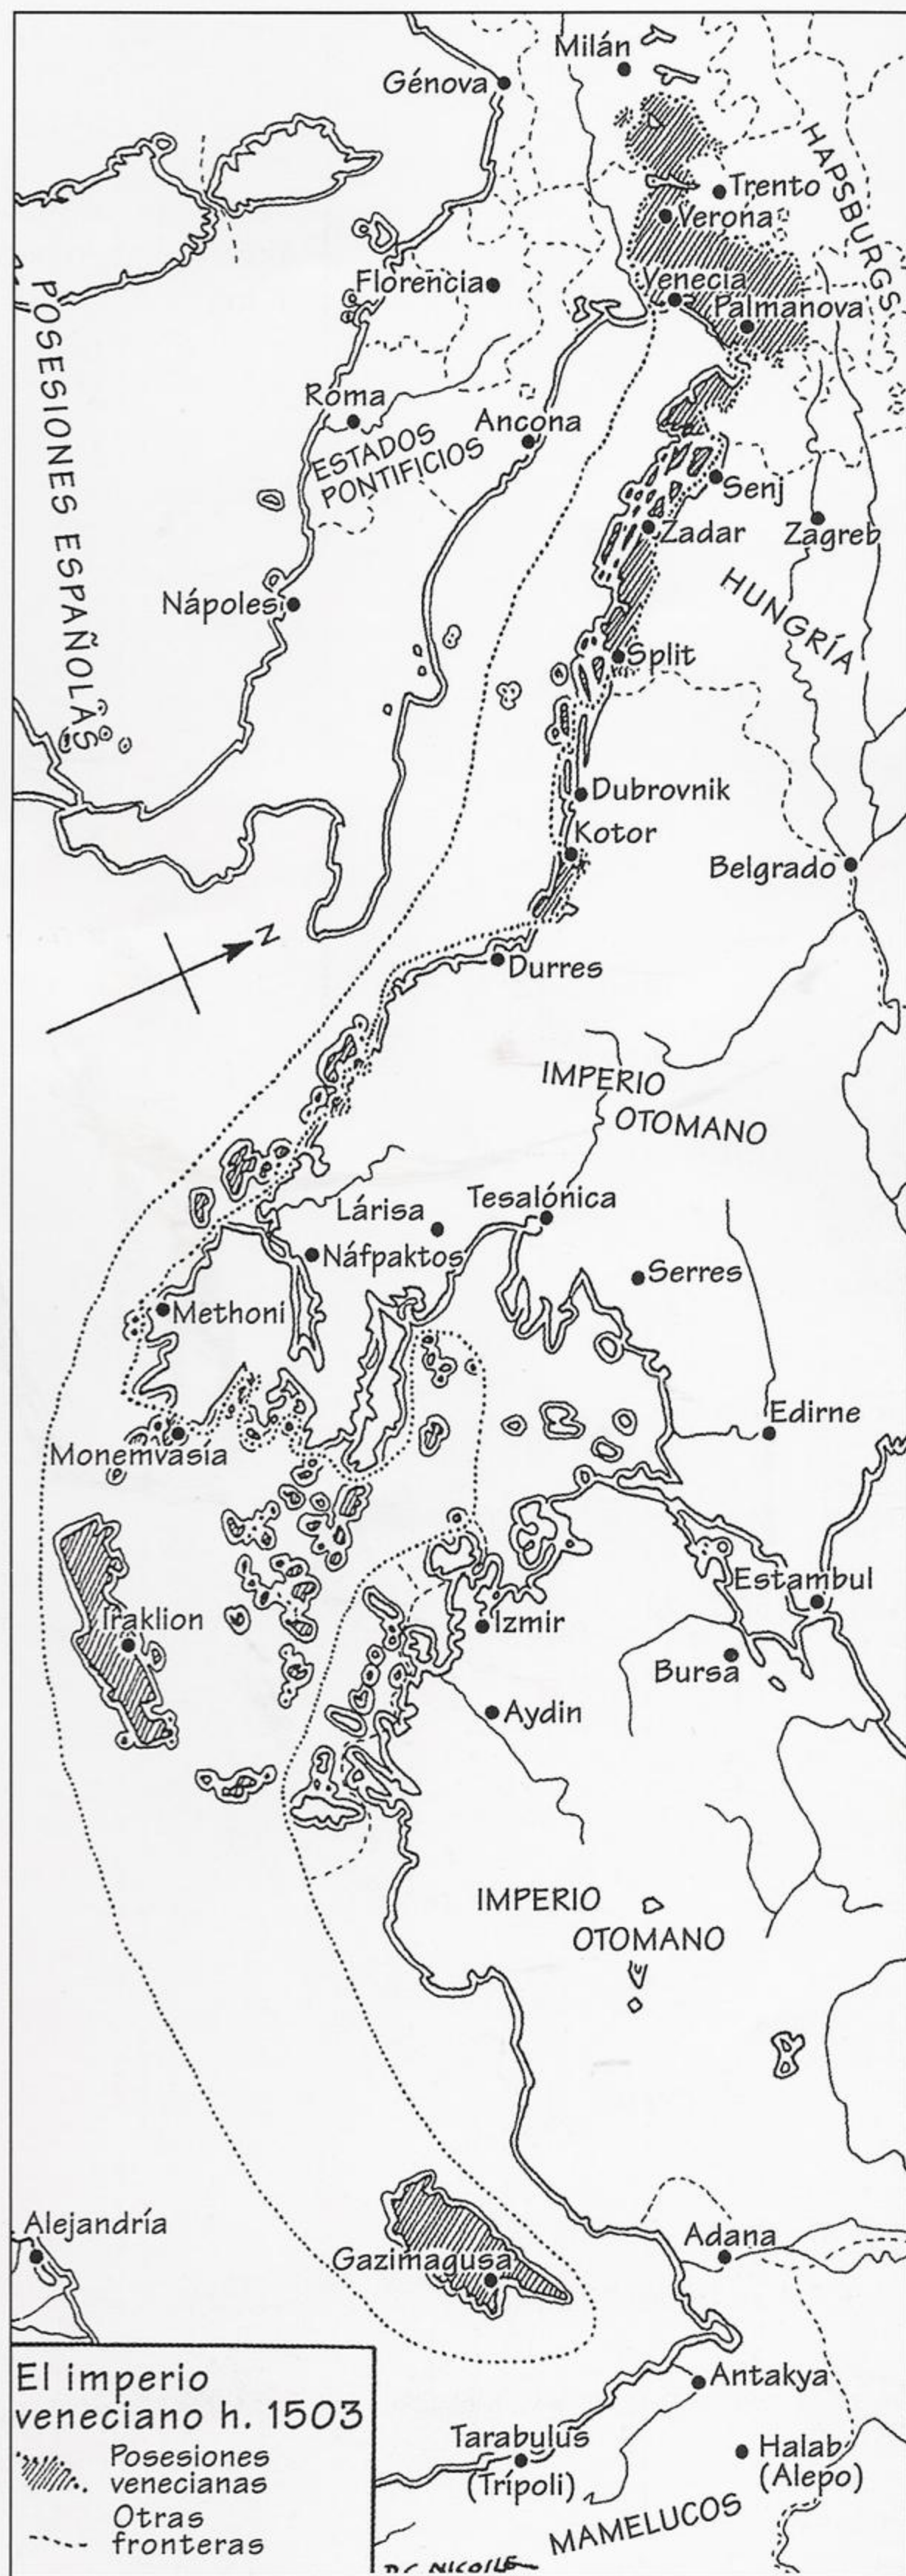 Milán
Génova
HAPSBURGS
Trento
Verona
Florencia
Venecia
Palmanova
POSESIONES ESPAÑOLAS
Roma
Ancona
ESTADOS
PONTIFICIOS
Senj
Zadar
Zagreb
HUNGRÍA
Nápoles
Split
Dubrovnik
Kotor
Belgrado
N
Durres
IMPERIO
OTOMANO
Lárisa
Tesalónica
Náfpaktos
Serres
Methoni
Edirne
Monemvasía
Estambul
Iraklion
Izmir
Bursa
Aydin
IMPERIO
OTOMANO
Alejandría
Adana
Gazimagusa
El imperio
veneciano h. 1503
Posesiones
venecianas
Otras
fronteras
Antakya
Tarabulus
(Trípoli)
Halab
(Alepo)
MAMELUCOS
D.C. NICOLLE